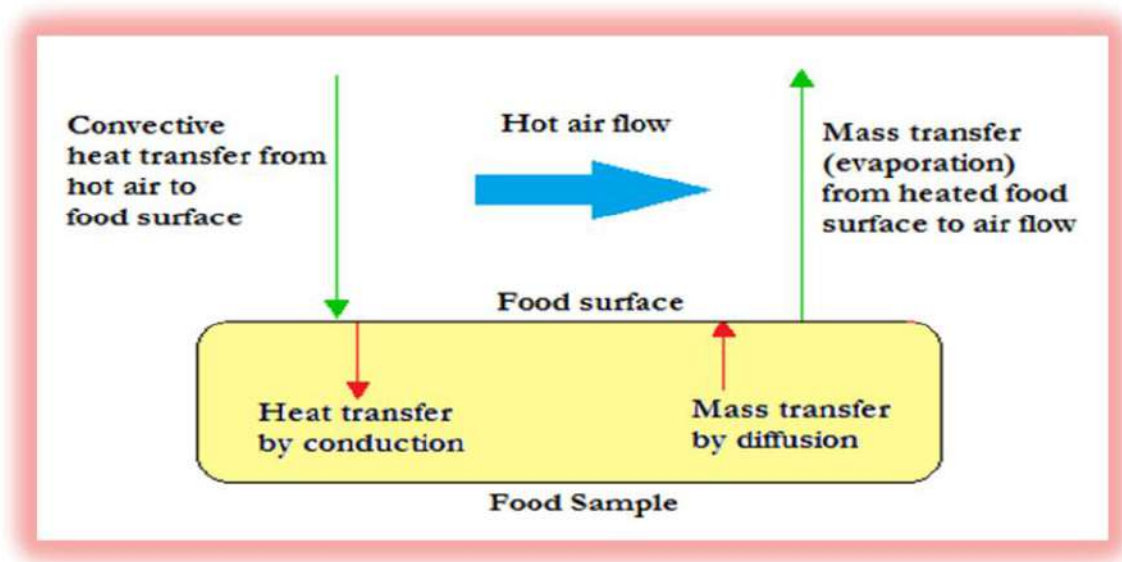 Convective
heat transfer from
hot air to
food surface
Hot air flow
Mass transfer
(evaporation)
from heated food
surface to air flow
Food surface
Heat transfer
by conduction
Mass transfer
by diffusion
Food Sample